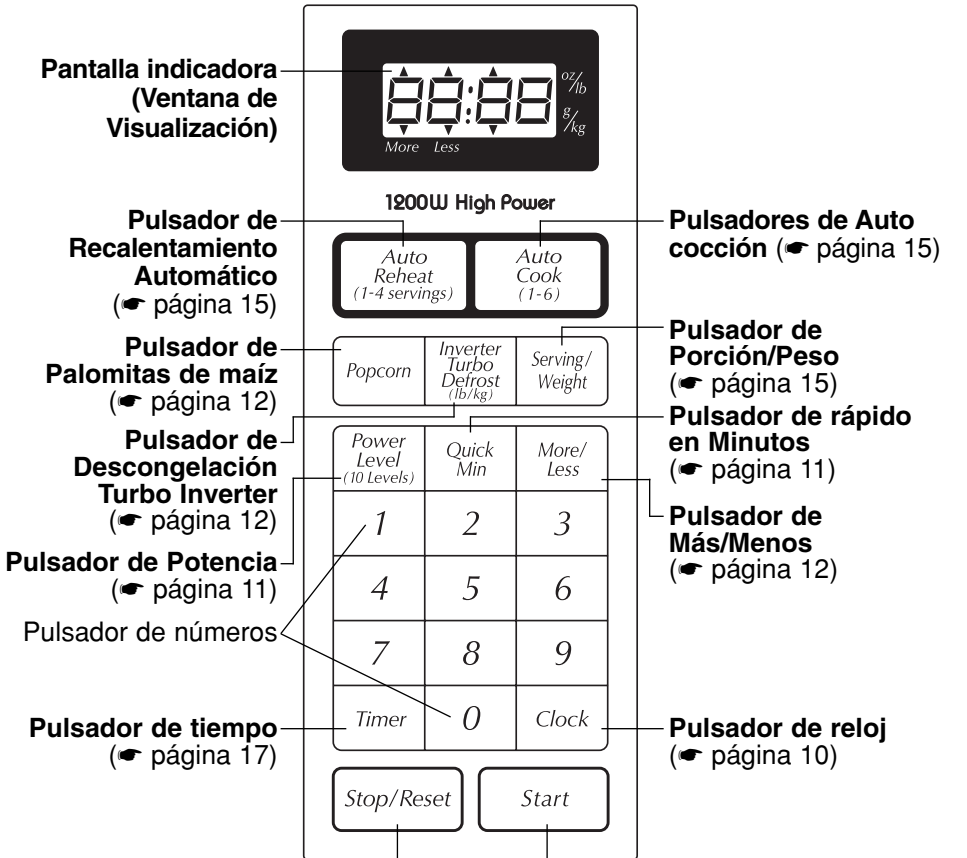 Pantalla indicadora
(Ventana de
Visualización)
88:88
oz/lb
g/kg
More Less
1200W High Power
Pulsador de
Recalentamiento
Automático
(☛ página 15)
Auto
Reheat
(1-4 servings)
Auto
Cook
(1-6)
Pulsadores de Auto
cocción (☛ página 15)
Pulsador de
Palomitas de maíz
(☛ página 12)
Popcorn
Inverter
Turbo
Defrost
(lb/kg)
Serving/
Weight
Pulsador de
Porción/Peso
(☛ página 15)
Pulsador de
Descongelación
Turbo Inverter
(☛ página 12)
Power
Level
(10 Levels)
Quick
Min
More/
Less
Pulsador de rápido
en Minutos
(☛ página 11)
Pulsador de
Más/Menos
(☛ página 12)
Pulsador de Potencia
(☛ página 11)
Pulsador de números
1 2 3
4 5 6
7 8 9
Timer 0 Clock
Pulsador de tiempo
(☛ página 17)
Pulsador de reloj
(☛ página 10)
Stop/Reset
Start